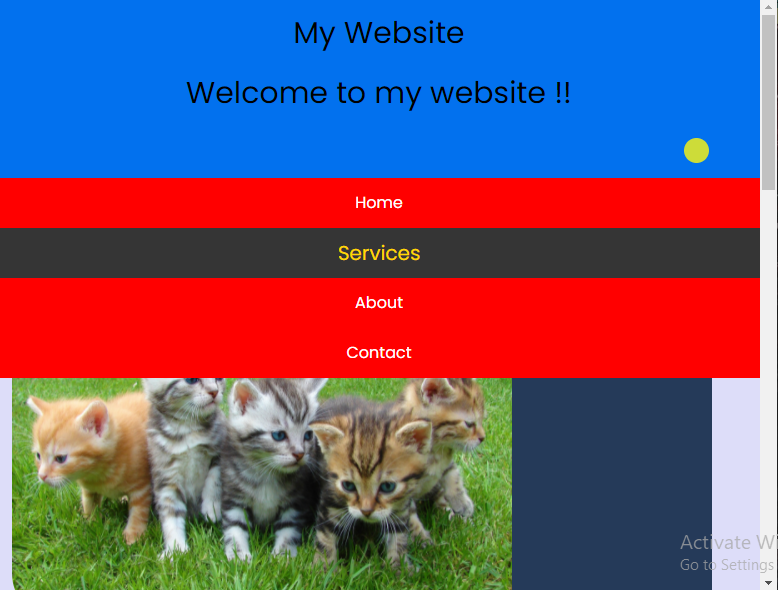 My Website
Welcome to my website !!
Home
Services
About
Contact
Activate
Go to Settings